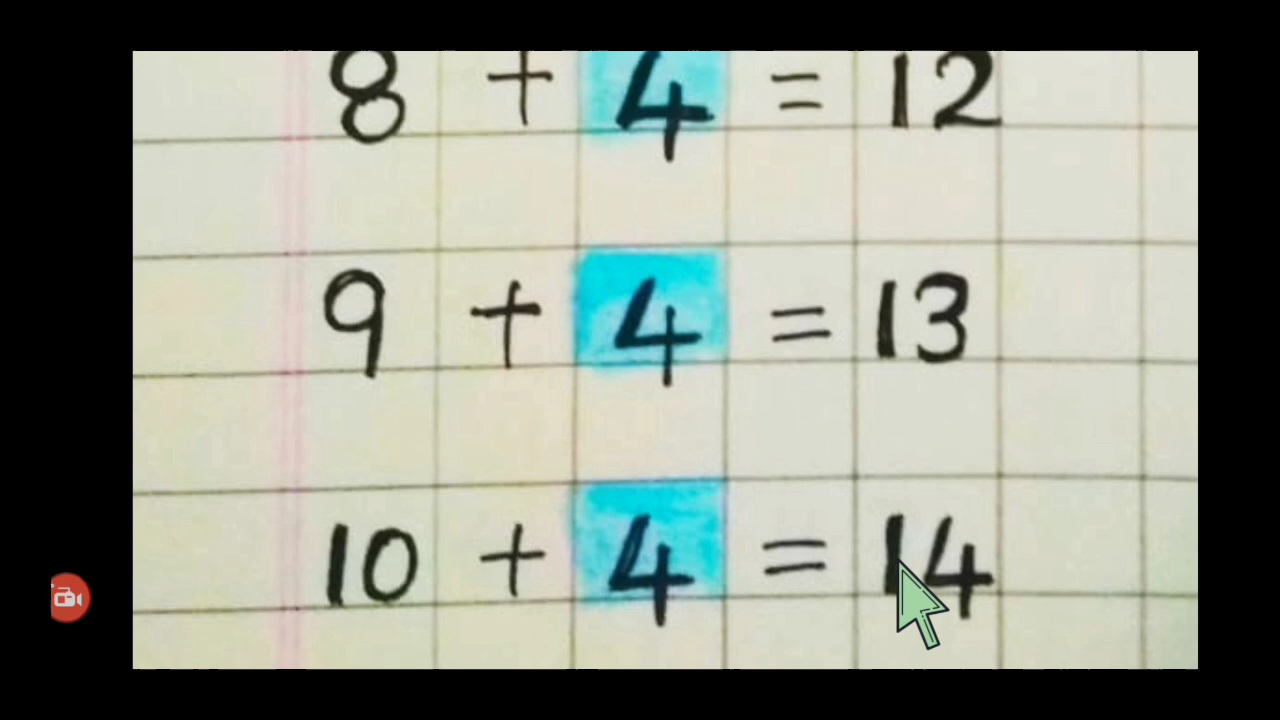 8 + 4 = 12
9 + 4 = 13
10 + 4 = 14